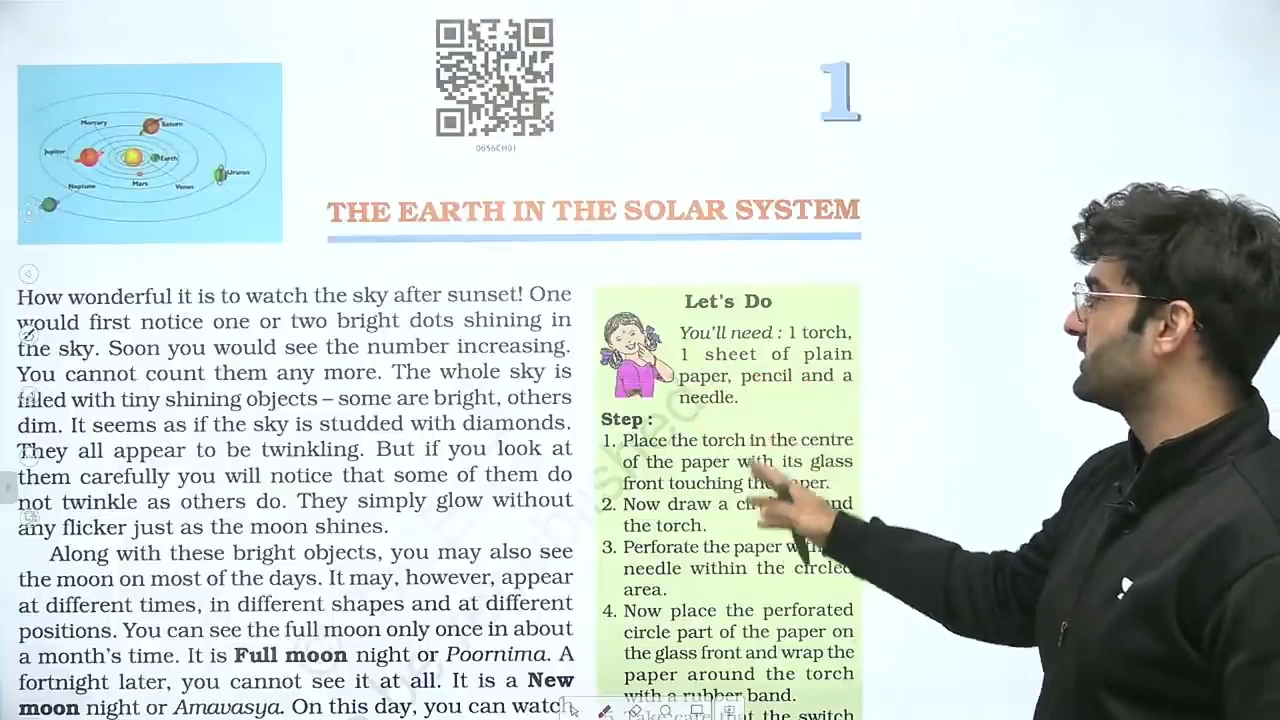 0656CH01
1
Mercury
Saturn
Jupiter
Earth
Uranus
Neptune
Mars
Venus
THE EARTH IN THE SOLAR SYSTEM
How wonderful it is to watch the sky after sunset! One
would first notice one or two bright dots shining in
the sky. Soon you would see the number increasing.
You cannot count them any more. The whole sky is
filled with tiny shining objects – some are bright, others
dim. It seems as if the sky is studded with diamonds.
They all appear to be twinkling. But if you look at
them carefully you will notice that some of them do
not twinkle as others do. They simply glow without
any flicker just as the moon shines.
Along with these bright objects, you may also see
the moon on most of the days. It may, however, appear
at different times, in different shapes and at different
positions. You can see the full moon only once in about
a month's time. It is Full moon night or Poornima. A
fortnight later, you cannot see it at all. It is a New
moon night or Amavasya. On this day, you can watch
Let's Do
You'll need : 1 torch,
1 sheet of plain
paper, pencil and a
needle.
Step :
1. Place the torch in the centre
of the paper with its glass
front touching the paper.
2. Now draw a
the torch.
3. Perforate the paper
needle within the circled
area.
4. Now place the perforated
circle part of the paper on
the glass front and wrap the
paper around the torch
with a rubber band.
5. Take care that the switch